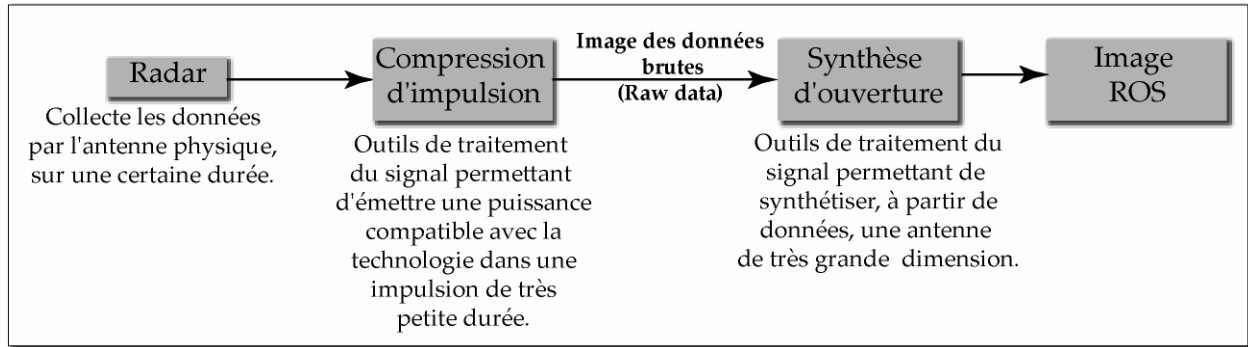 Radar
Collecte les données
par l'antenne physique,
sur une certaine durée.
Compression
d'impulsion
Outils de traitement
du signal permettant
d'émettre une puissance
compatible avec la
technologie dans une
impulsion de très
petite durée.
Image des données
brutes
(Raw data)
Synthèse
d'ouverture
Outils de traitement du
signal permettant de
synthétiser, à partir de
données, une antenne
de très grande dimension.
Image
ROS